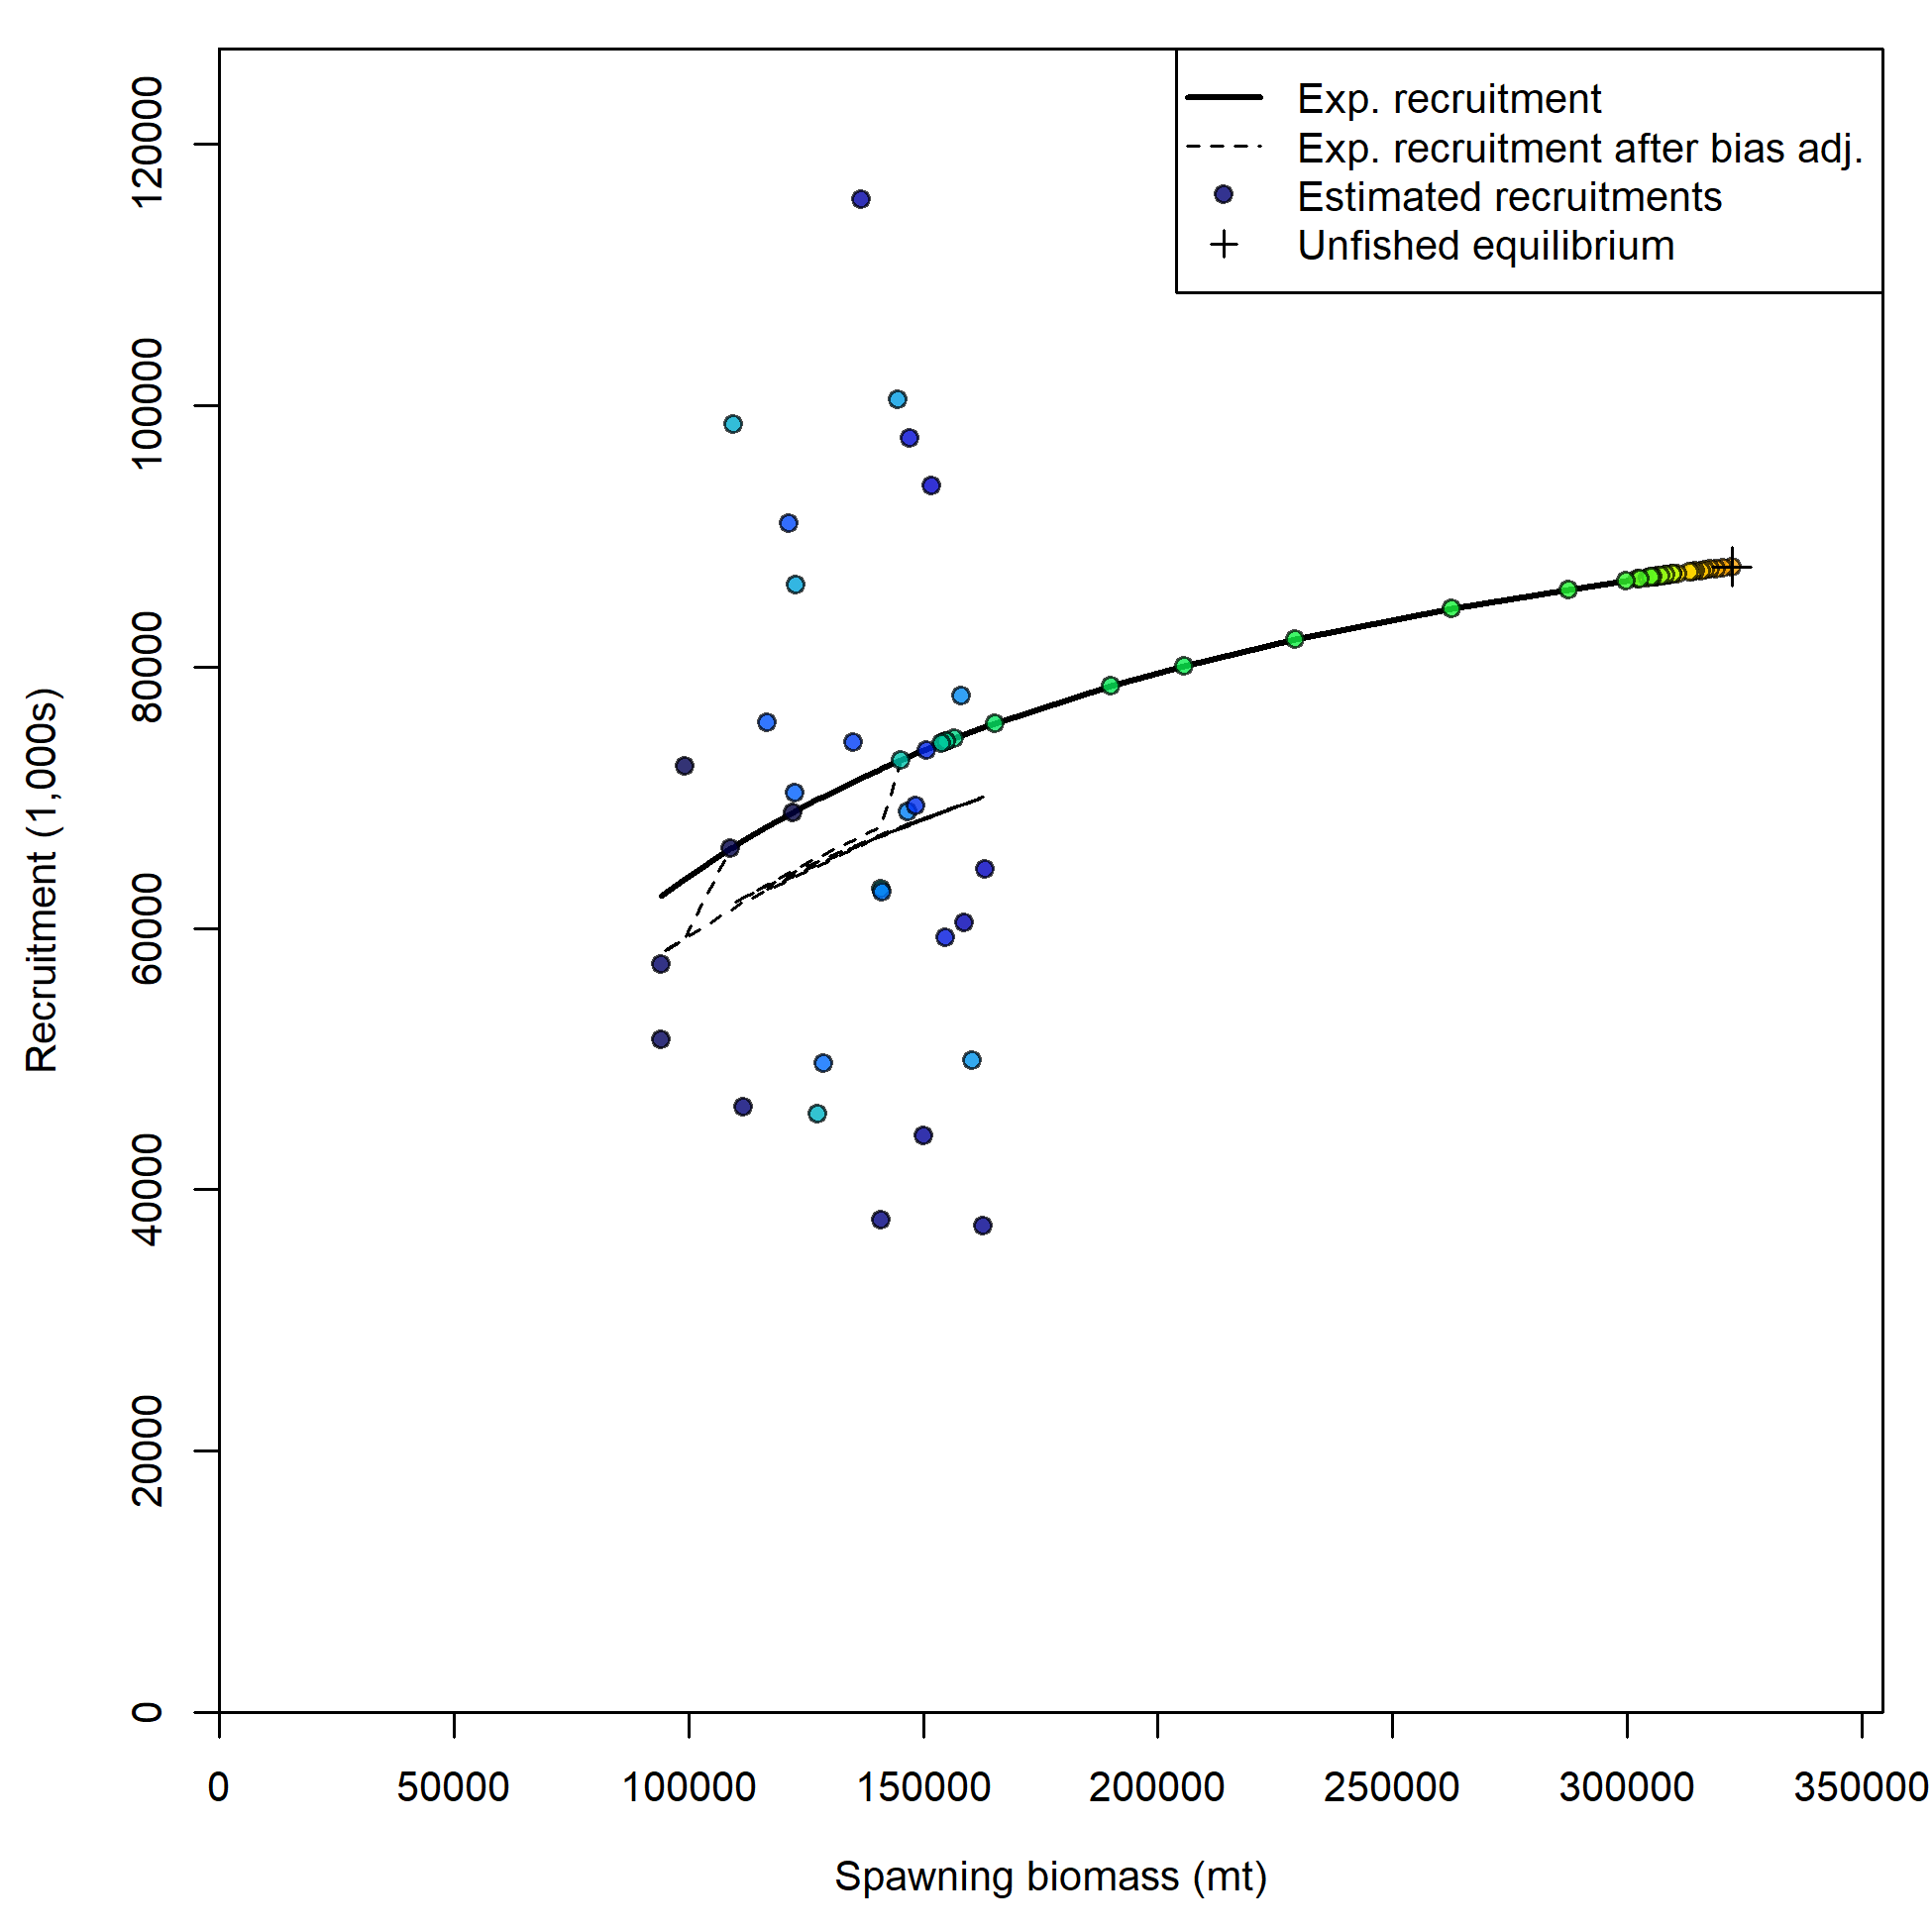 Exp. recruitment
Exp. recruitment after bias adj.
Estimated recruitments
Unfished equilibrium
Recruitment (1,000s)
120000
100000
80000
60000
40000
20000
0
0 50000 100000 150000 200000 250000 300000 350000
Spawning biomass (mt)